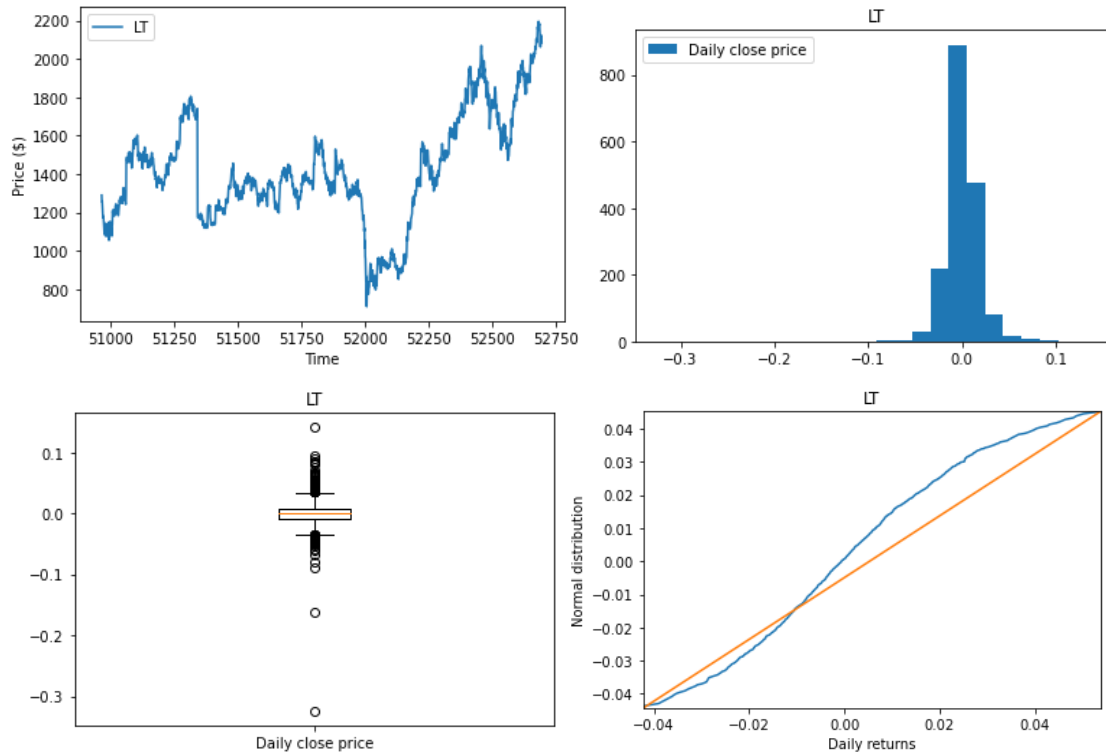 LT
Price ($)
2200
2000
1800
1600
1400
1200
1000
800
51000 51250 51500 51750 52000 52250 52500 52750
Time
LT
Daily close price
800
600
400
200
0
−0.3 −0.2 −0.1 0.0 0.1
LT
0.1
0.0
−0.1
−0.2
−0.3
Daily close price
LT
Normal distribution
0.04
0.03
0.02
0.01
0.00
−0.01
−0.02
−0.03
−0.04
−0.04 −0.02 0.00 0.02 0.04
Daily returns